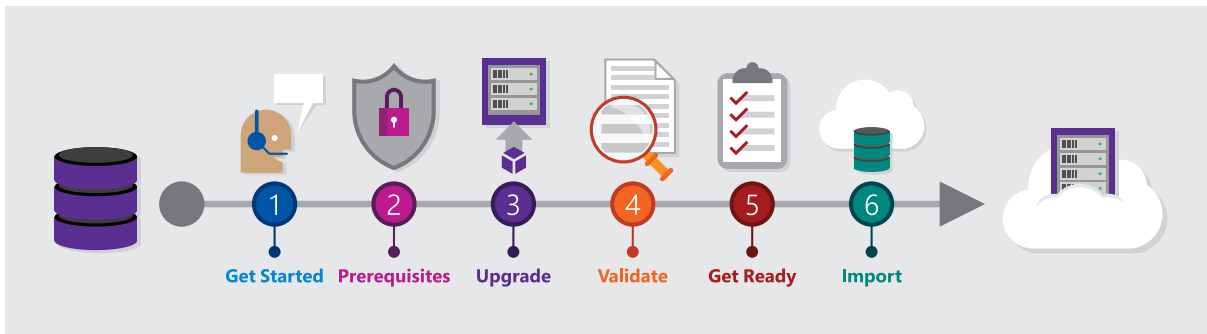 1
2
3
4
5
6
Get Started
Prerequisites
Upgrade
Validate
Get Ready
Import